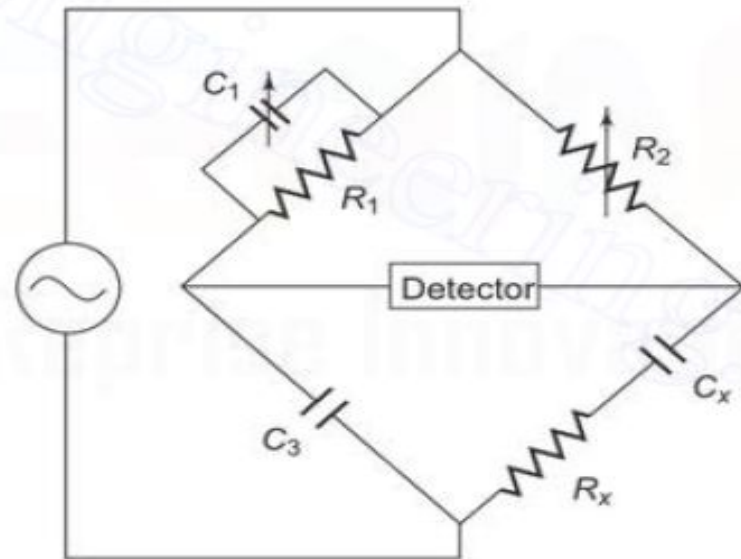 C₁
R₁
R₂
Detector
C₃
Cₓ
Rₓ